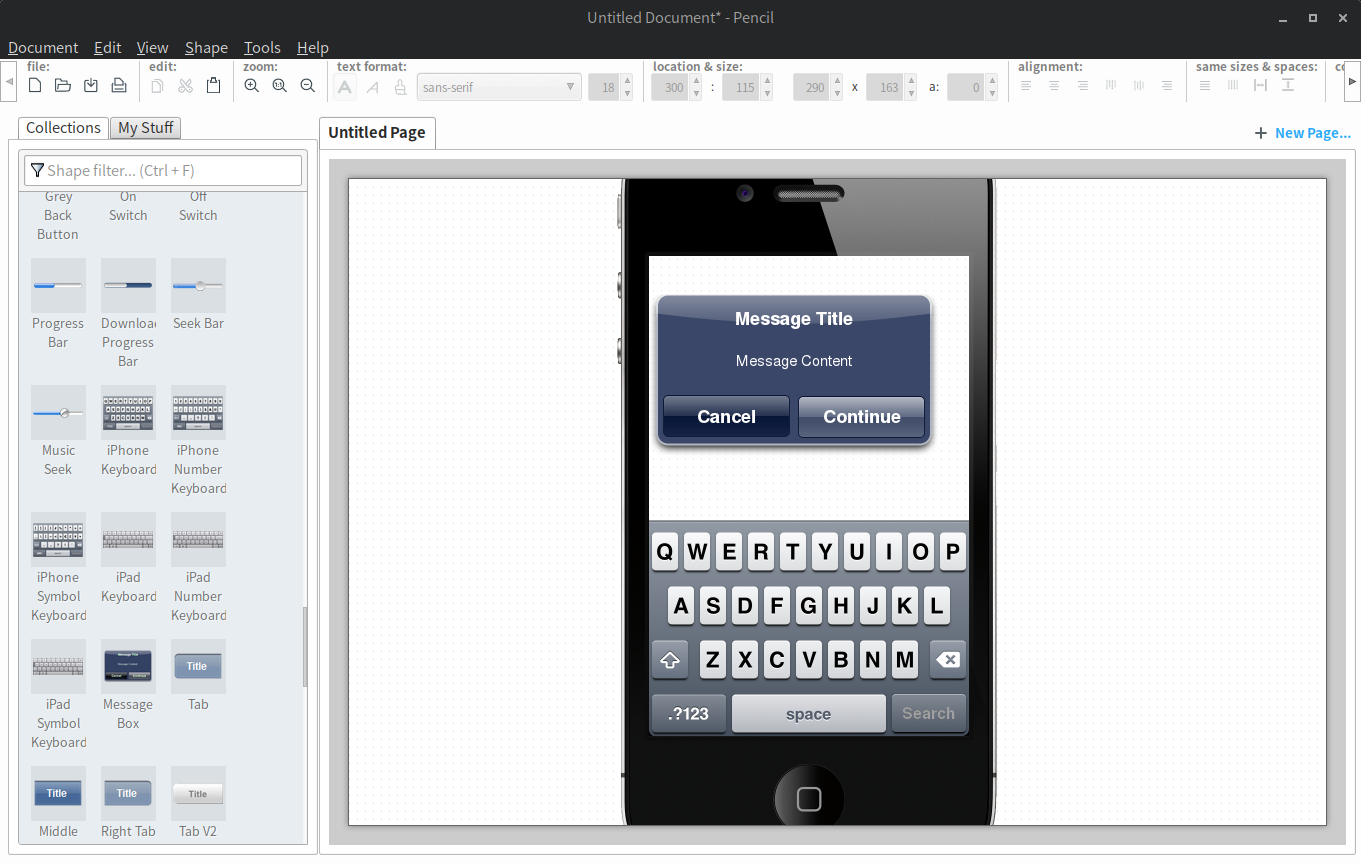 Untitled Document* - Pencil
Document Edit View Shape Tools Help
file: edit: zoom: text format: location & size: alignment: same sizes & spaces:
sans-serif 18 300 : 115 290 x 163 a: 0
Collections My Stuff
Untitled Page
+ New Page...
Shape filter... (Ctrl + F)
Grey Back Button
On Switch
Off Switch
Progress Bar
Download Progress Bar
Seek Bar
Music Seek
iPhone Keyboard
iPhone Number Keyboard
iPhone Symbol Keyboard
iPad Keyboard
iPad Number Keyboard
iPad Symbol Keyboard
Message Box
Title
Tab
Title
Middle
Title
Right Tab
Title
Tab V2
Message Title
Message Content
Cancel Continue
Q W E R T Y U I O P
A S D F G H J K L
Z X C V B N M
.?123 space Search